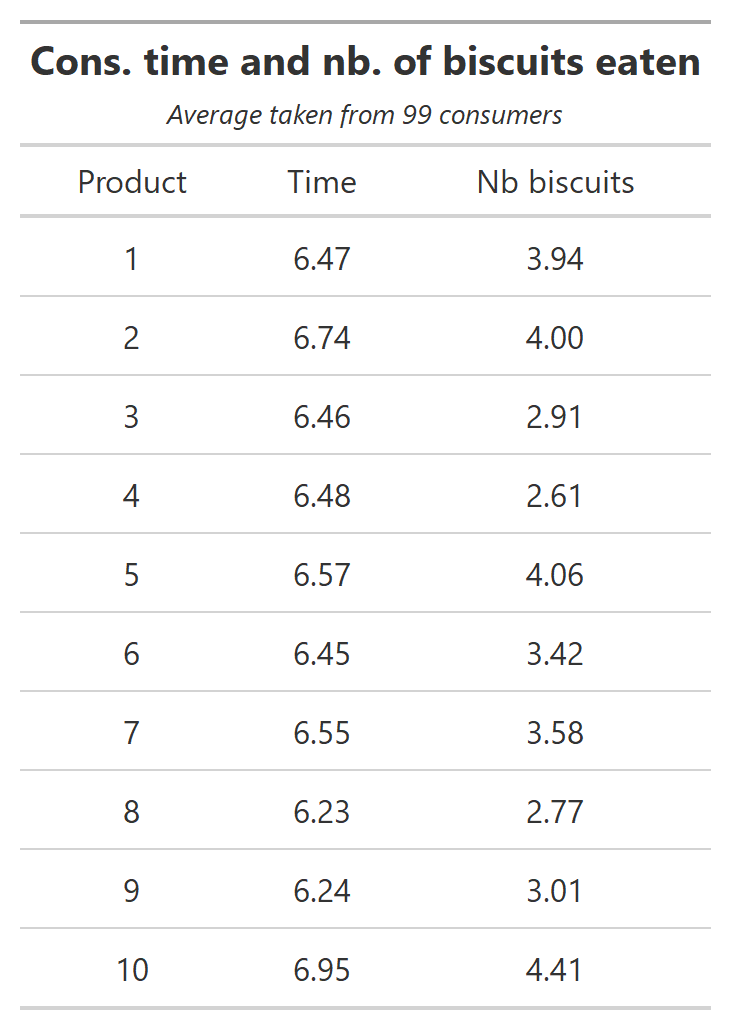 Cons. time and nb. of biscuits eaten
Average taken from 99 consumers
Product Time Nb biscuits
1 6.47 3.94
2 6.74 4.00
3 6.46 2.91
4 6.48 2.61
5 6.57 4.06
6 6.45 3.42
7 6.55 3.58
8 6.23 2.77
9 6.24 3.01
10 6.95 4.41